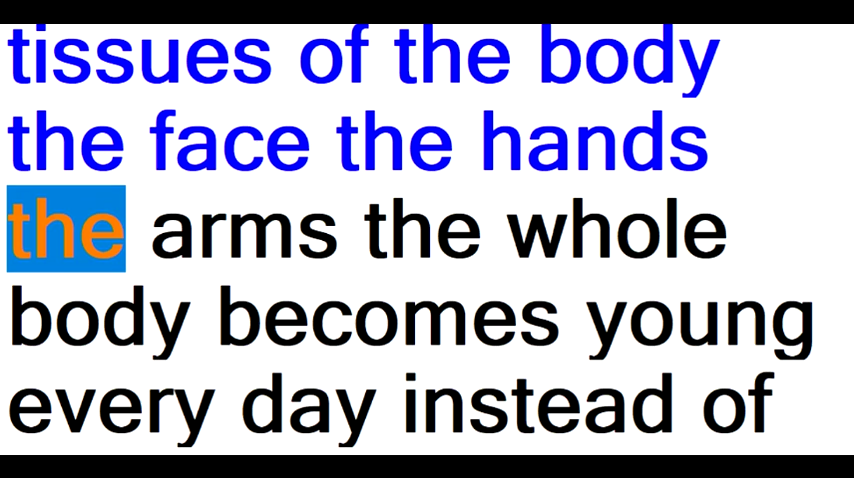 tissues of the body
the face the hands
the arms the whole
body becomes young
every day instead of